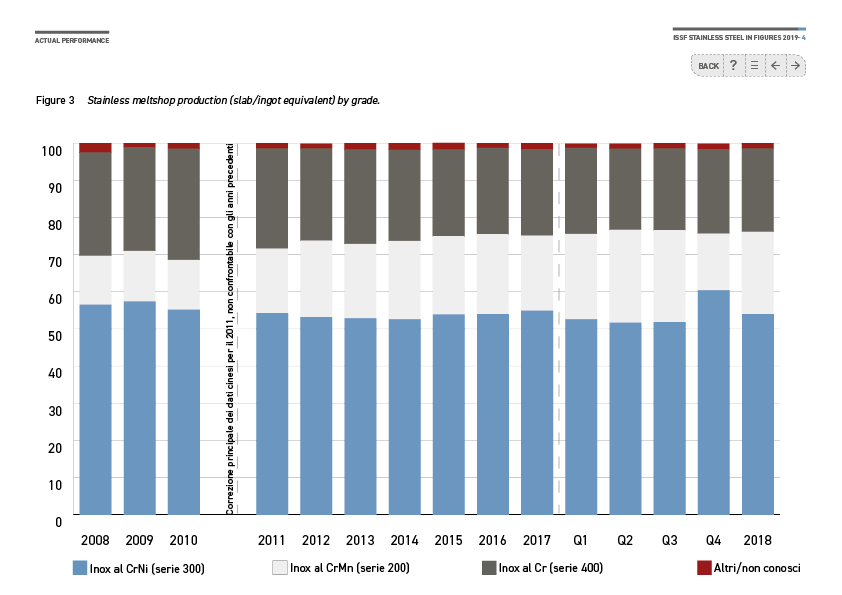 ACTUAL PERFORMANCE
ISSF STAINLESS STEEL IN FIGURES 2019- 4
BACK ? ☰ ← →
Figure 3 Stainless meltshop production (slab/ingot equivalent) by grade.
100
90
80
70
60
50
40
30
20
10
0
Correzione principale dei dati cinesi per il 2011, non confrontabile con gli anni precedenti
2008 2009 2010 2011 2012 2013 2014 2015 2016 2017 Q1 Q2 Q3 Q4 2018
Inox al CrNi (serie 300) Inox al CrMn (serie 200) Inox al Cr (serie 400) Altri/non conosci